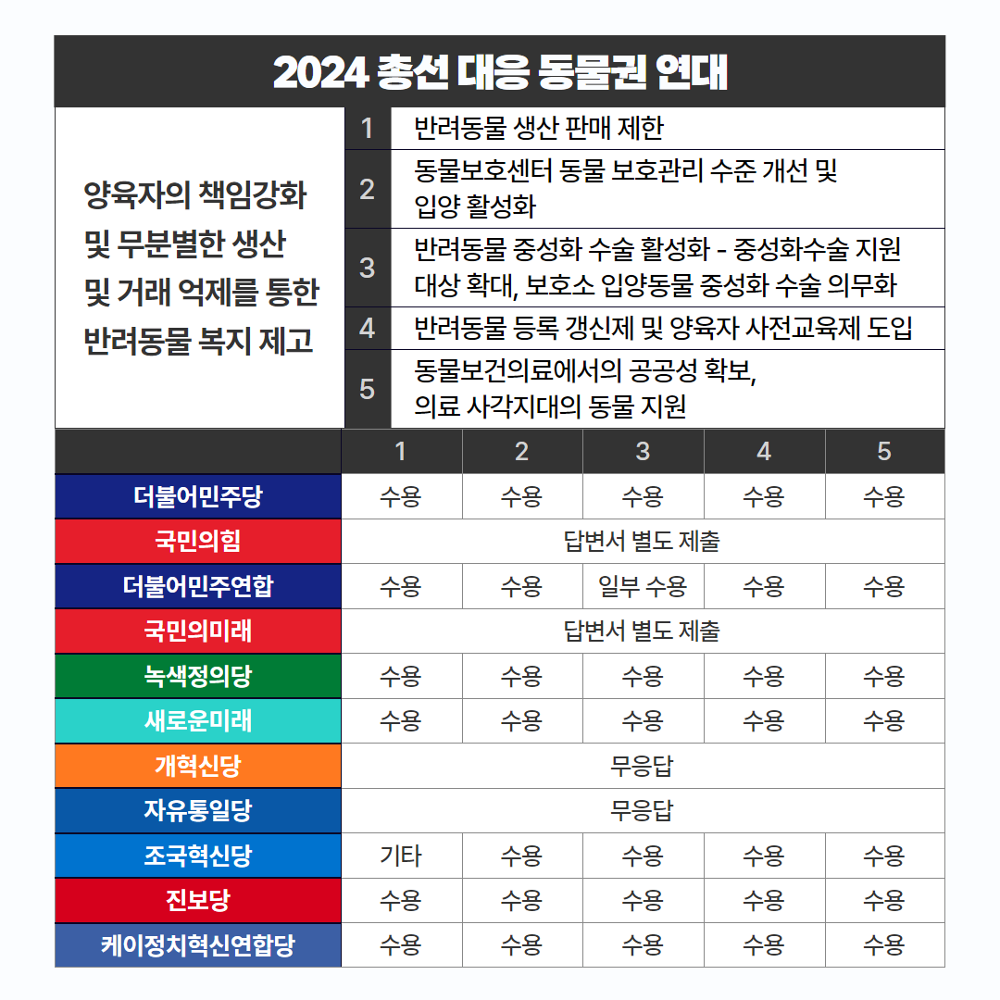 2024 총선 대응 동물권 연대
양육자의 책임강화
및 무분별한 생산
및 거래 억제를 통한
반려동물 복지 제고
1 반려동물 생산 판매 제한
2 동물보호센터 동물 보호관리 수준 개선 및
입양 활성화
3 반려동물 중성화 수술 활성화 - 중성화수술 지원
대상 확대, 보호소 입양동물 중성화 수술 의무화
4 반려동물 등록 갱신제 및 양육자 사전교육제 도입
5 동물보건의료에서의 공공성 확보,
의료 사각지대의 동물 지원
1 2 3 4 5
더불어민주당 수용 수용 수용 수용 수용
국민의힘 답변서 별도 제출
더불어민주연합 수용 수용 일부 수용 수용 수용
국민의미래 답변서 별도 제출
녹색정의당 수용 수용 수용 수용 수용
새로운미래 수용 수용 수용 수용 수용
개혁신당 무응답
자유통일당 무응답
조국혁신당 기타 수용 수용 수용 수용
진보당 수용 수용 수용 수용 수용
케이정치혁신연합당 수용 수용 수용 수용 수용